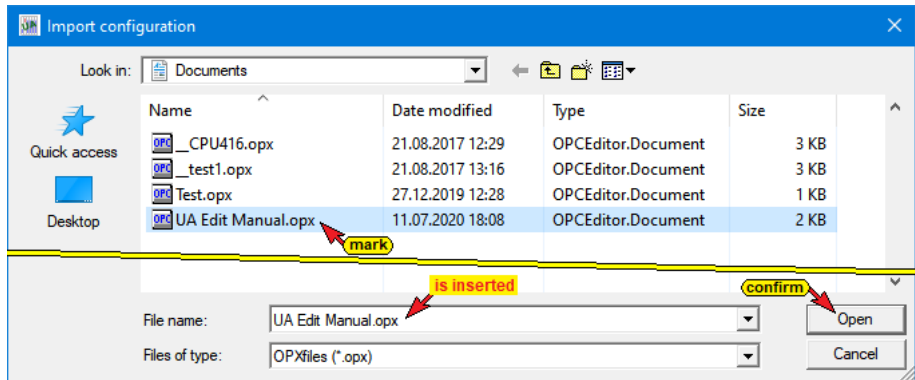 Import configuration
Look in: Documents
Name Date modified Type Size
OPC __CPU416.opx 21.08.2017 12:29 OPCEditor.Document 3 KB
Quick access
OPC __test1.opx 21.08.2017 13:16 OPCEditor.Document 3 KB
OPC Test.opx 27.12.2019 12:28 OPCEditor.Document 1 KB
Desktop
OPC UA Edit Manual.opx 11.07.2020 18:08 OPCEditor.Document 2 KB
mark
is inserted
confirm
File name: UA Edit Manual.opx Open
Files of type: OPXfiles (*.opx) Cancel